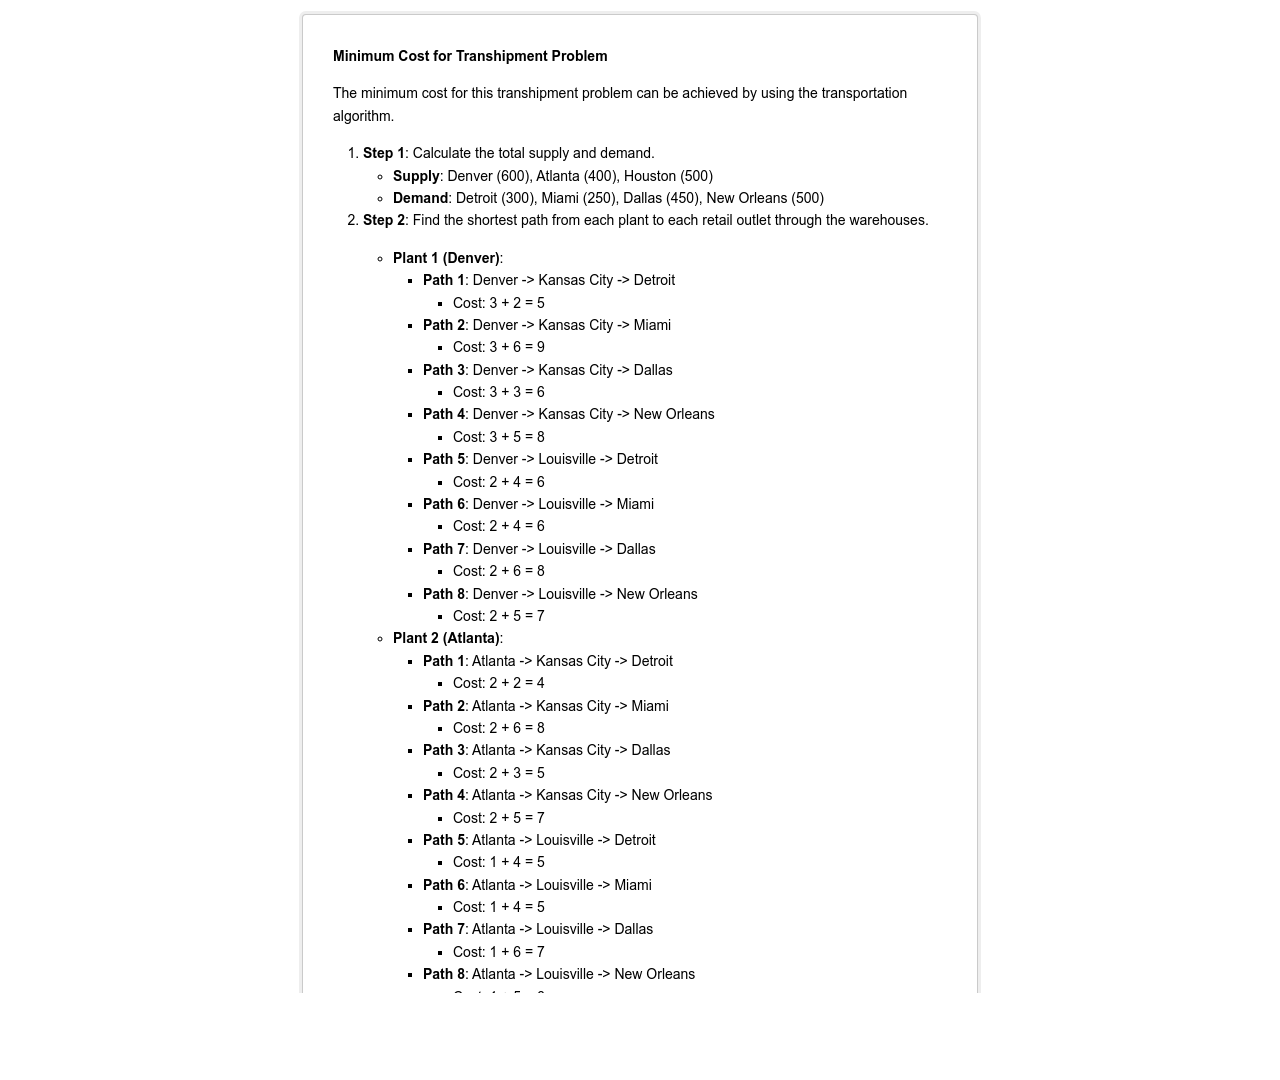 Minimum Cost for Transhipment Problem
The minimum cost for this transhipment problem can be achieved by using the transportation
algorithm.
1. Step 1: Calculate the total supply and demand.
Supply: Denver (600), Atlanta (400), Houston (500)
Demand: Detroit (300), Miami (250), Dallas (450), New Orleans (500)
2. Step 2: Find the shortest path from each plant to each retail outlet through the warehouses.
Plant 1 (Denver):
Path 1: Denver -> Kansas City -> Detroit
Cost: 3 + 2 = 5
Path 2: Denver -> Kansas City -> Miami
Cost: 3 + 6 = 9
Path 3: Denver -> Kansas City -> Dallas
Cost: 3 + 3 = 6
Path 4: Denver -> Kansas City -> New Orleans
Cost: 3 + 5 = 8
Path 5: Denver -> Louisville -> Detroit
Cost: 2 + 4 = 6
Path 6: Denver -> Louisville -> Miami
Cost: 2 + 4 = 6
Path 7: Denver -> Louisville -> Dallas
Cost: 2 + 6 = 8
Path 8: Denver -> Louisville -> New Orleans
Cost: 2 + 5 = 7
Plant 2 (Atlanta):
Path 1: Atlanta -> Kansas City -> Detroit
Cost: 2 + 2 = 4
Path 2: Atlanta -> Kansas City -> Miami
Cost: 2 + 6 = 8
Path 3: Atlanta -> Kansas City -> Dallas
Cost: 2 + 3 = 5
Path 4: Atlanta -> Kansas City -> New Orleans
Cost: 2 + 5 = 7
Path 5: Atlanta -> Louisville -> Detroit
Cost: 1 + 4 = 5
Path 6: Atlanta -> Louisville -> Miami
Cost: 1 + 4 = 5
Path 7: Atlanta -> Louisville -> Dallas
Cost: 1 + 6 = 7
Path 8: Atlanta -> Louisville -> New Orleans